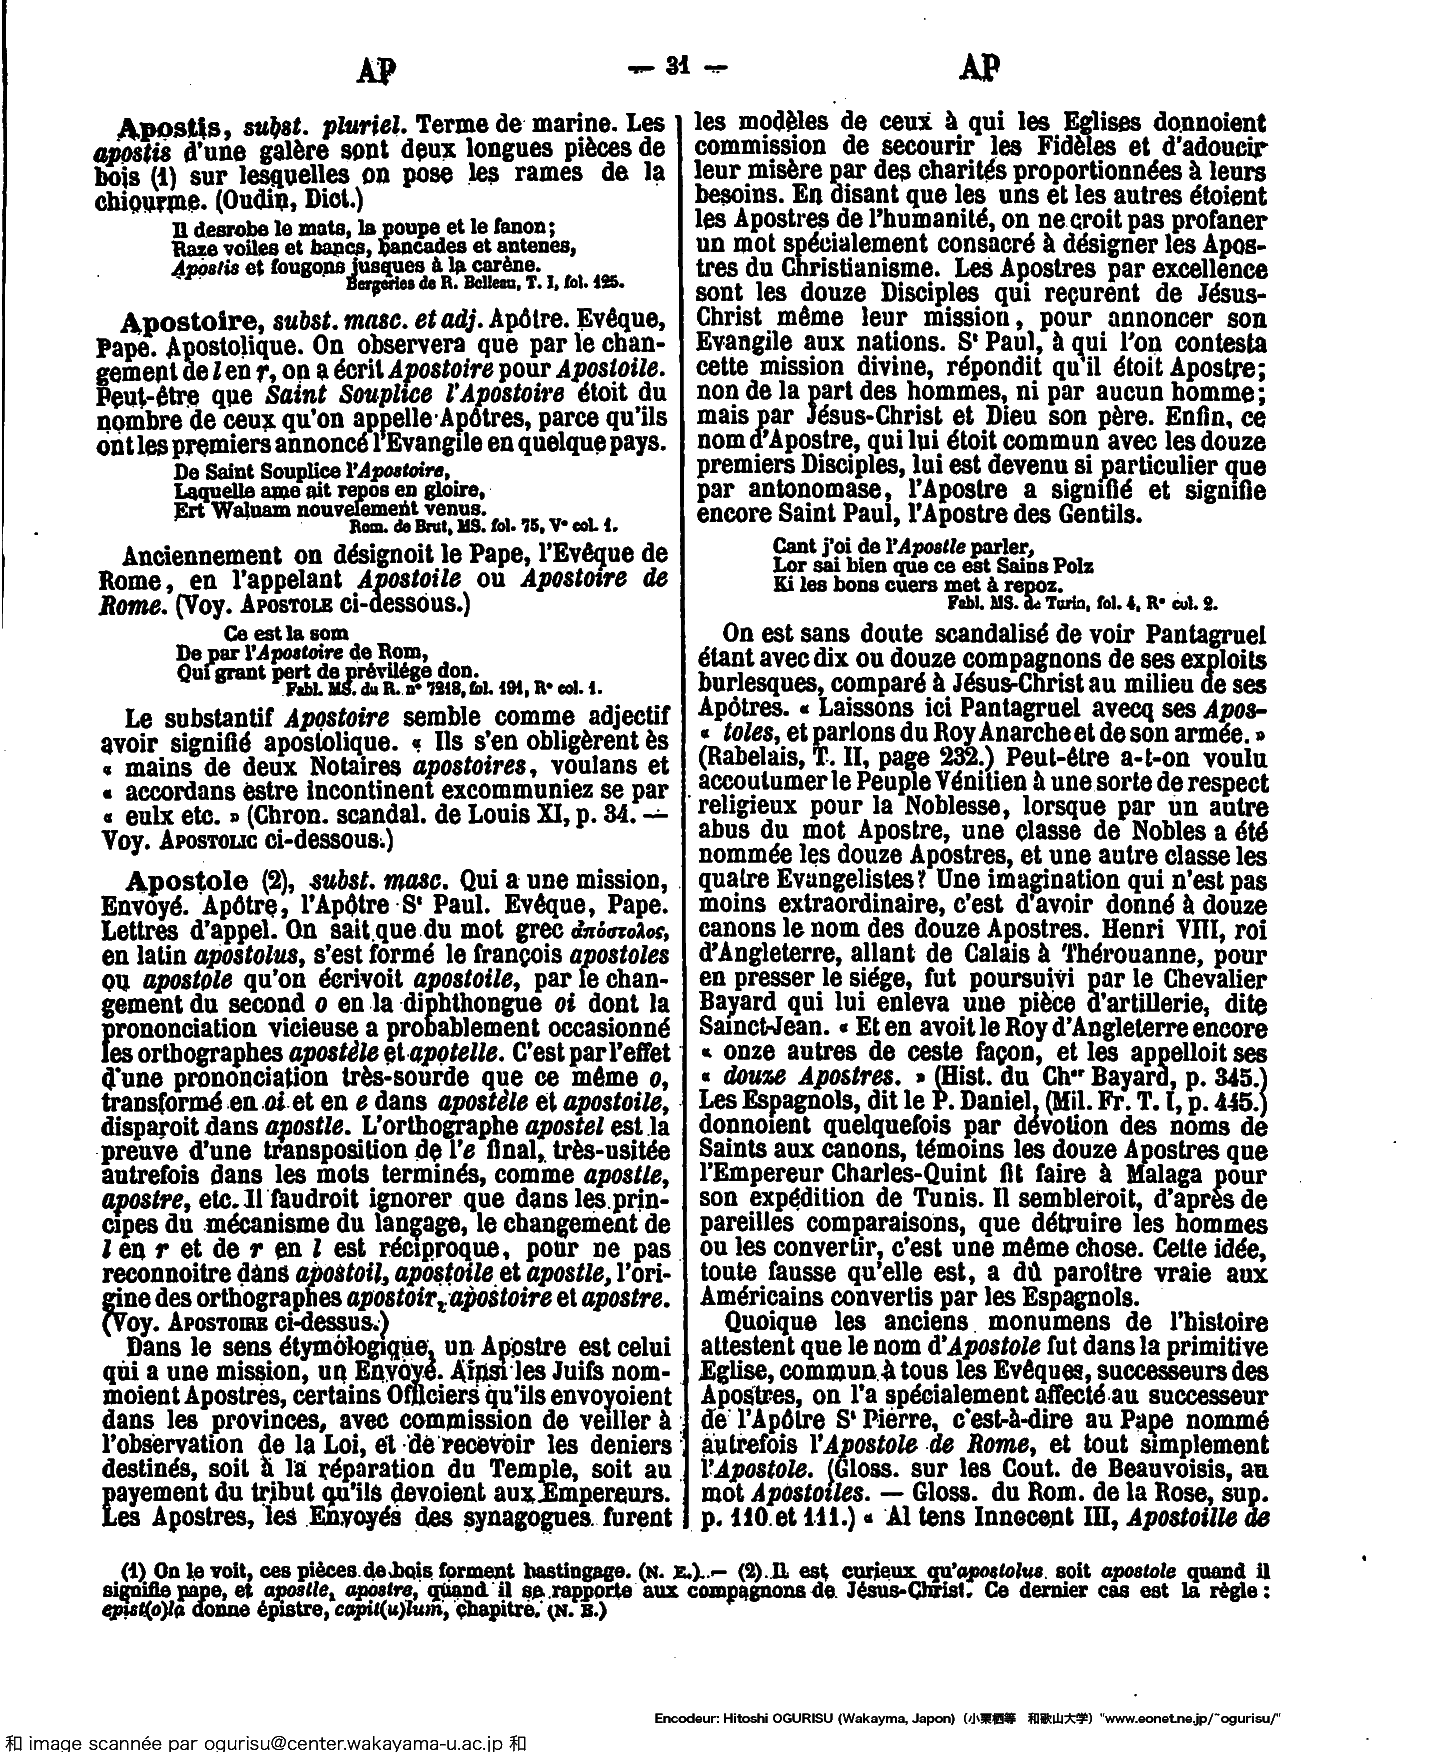 AP
— 31 —
AP
Apostis, subst. pluriel. Terme de marine. Les
apostis d'une galère sont deux longues pièces de
bois (1) sur lesquelles on pose les rames de la
chiourme. (Oudin, Dict.)
Il desrobe le mats, la poupe et le fanon;
Raze voiles et bancs, bancades et antenes,
Apostis et fougons jusques à la carène.
Bergeries de R. Belleau, T. I, fol. 125.
Apostoire, subst. masc. et adj. Apôtre. Evêque,
Pape. Apostolique. On observera que par le chan-
gement de l en r, on a écrit Apostoire pour Apostoile.
Peut-être que Saint Souplice l'Apostoire étoit du
nombre de ceux qu'on appelle Apôtres, parce qu'ils
ont les premiers annoncé l'Evangile en quelque pays.
De Saint Souplice l'Apostoire,
Laquelle ame ait repos en gloire,
Ert Waluam nouvelement venus.
Rom. de Brut, MS. fol. 75, V° col. 1.
Anciennement on désignoit le Pape, l'Evêque de
Rome, en l'appelant Apostoile ou Apostoire de
Rome. (Voy. APOSTOLE ci-dessous.)
Ce est la som
De par l'Apostoire de Rom,
Qui grant pert de prévilége don.
Fabl. MS. du R. n° 7218, fol. 191, R° col. 1.
Le substantif Apostoire semble comme adjectif
avoir signifié apostolique. « Ils s'en obligèrent ès
« mains de deux Notaires apostoires, voulans et
« accordans estre incontinent excommuniez se par
« eulx etc. » (Chron. scandal. de Louis XI, p. 34. —
Voy. APOSTOLIC ci-dessous.)
Apostole (2), subst. masc. Qui a une mission,
Envoyé. Apôtre, l'Apôtre St Paul. Evêque, Pape.
Lettres d'appel. On sait que du mot grec ἀπόστολος,
en latin apostolus, s'est formé le françois apostoles
ou apostole qu'on écrivoit apostoile, par le chan-
gement du second o en la diphthongue oi dont la
prononciation vicieuse a probablement occasionné
les orthographes apostèle et apotelle. C'est par l'effet
d'une prononciation très-sourde que ce même o,
transformé en oi et en e dans apostèle et apostoile,
disparoit dans apostle. L'orthographe apostel est la
preuve d'une transposition de l'e final, très-usitée
autrefois dans les mots terminés, comme apostle,
apostre, etc. Il faudroit ignorer que dans les prin-
cipes du mécanisme du langage, le changement de
l en r et de r en l est réciproque, pour ne pas
reconnoitre dans apostoil, apostoile et apostle, l'ori-
gine des orthographes apostoir, apostoire et apostre.
(Voy. APOSTOIRE ci-dessus.)
Dans le sens étymologique, un Apostre est celui
qui a une mission, un Envoyé. Ainsi les Juifs nom-
moient Apostres, certains Officiers qu'ils envoyoient
dans les provinces, avec commission de veiller à
l'observation de la Loi, et de recevoir les deniers
destinés, soit à la réparation du Temple, soit au
payement du tribut qu'ils devoient aux Empereurs.
Les Apostres, les Envoyés des synagogues furent
les modèles de ceux à qui les Eglises donnoient
commission de secourir les Fidèles et d'adoucir
leur misère par des charités proportionnées à leurs
besoins. En disant que les uns et les autres étoient
les Apostres de l'humanité, on ne croit pas profaner
un mot spécialement consacré à désigner les Apos-
tres du Christianisme. Les Apostres par excellence
sont les douze Disciples qui reçurent de Jésus-
Christ même leur mission, pour annoncer son
Evangile aux nations. St Paul, à qui l'on contesta
cette mission divine, répondit qu'il étoit Apostre;
non de la part des hommes, ni par aucun homme;
mais par Jésus-Christ et Dieu son père. Enfin, ce
nom d'Apostre, qui lui étoit commun avec les douze
premiers Disciples, lui est devenu si particulier que
par antonomase, l'Apostre a signifié et signifie
encore Saint Paul, l'Apostre des Gentils.
Cant j'oi de l'Apostle parler,
Lor sai bien que ce est Sains Polz
Ki les bons cuers met à repoz.
Fabl. MS. de Turin, fol. 4, R° col. 2.
On est sans doute scandalisé de voir Pantagruel
étant avec dix ou douze compagnons de ses exploits
burlesques, comparé à Jésus-Christ au milieu de ses
Apôtres. « Laissons ici Pantagruel avecq ses Apos-
« toles, et parlons du Roy Anarche et de son armée. »
(Rabelais, T. II, page 232.) Peut-être a-t-on voulu
accoutumer le Peuple Vénitien à une sorte de respect
religieux pour la Noblesse, lorsque par un autre
abus du mot Apostre, une classe de Nobles a été
nommée les douze Apostres, et une autre classe les
quatre Evangelistes? Une imagination qui n'est pas
moins extraordinaire, c'est d'avoir donné à douze
canons le nom des douze Apostres. Henri VIII, roi
d'Angleterre, allant de Calais à Thérouanne, pour
en presser le siége, fut poursuivi par le Chevalier
Bayard qui lui enleva une pièce d'artillerie, dite
Sainct-Jean. « Et en avoit le Roy d'Angleterre encore
« onze autres de ceste façon, et les appelloit ses
« douze Apostres. » (Hist. du Cher Bayard, p. 345.)
Les Espagnols, dit le P. Daniel, (Mil. Fr. T. I, p. 445.)
donnoient quelquefois par dévotion des noms de
Saints aux canons, témoins les douze Apostres que
l'Empereur Charles-Quint fit faire à Malaga pour
son expédition de Tunis. Il sembleroit, d'après de
pareilles comparaisons, que détruire les hommes
ou les convertir, c'est une même chose. Cette idée,
toute fausse qu'elle est, a dû paroître vraie aux
Américains convertis par les Espagnols.
Quoique les anciens monumens de l'histoire
attestent que le nom d'Apostole fut dans la primitive
Eglise, commun à tous les Evêques, successeurs des
Apostres, on l'a spécialement affecté au successeur
de l'Apôtre St Pierre, c'est-à-dire au Pape nommé
autrefois l'Apostole de Rome, et tout simplement
l'Apostole. (Gloss. sur les Cout. de Beauvoisis, au
mot Apostoiles. — Gloss. du Rom. de la Rose, sup.
p. 110 et 111.) « Al tens Innocent III, Apostoille de
(1) On le voit, ces pièces de bois forment bastingage. (N. E.) — (2) Il est curieux qu'apostolus soit apostole quand il
signifie pape, et apostle, apostre, quand il se rapporte aux compagnons de Jésus-Christ. Ce dernier cas est la règle :
epist(o)la donne épistre, capit(u)lum, chapitre. (N. E.)
Encodeur: Hitoshi OGURISU (Wakayma, Japon) (小栗栖等 和歌山大学) "www.eonet.ne.jp/~ogurisu/"
和 image scannée par ogurisu@center.wakayama-u.ac.jp 和